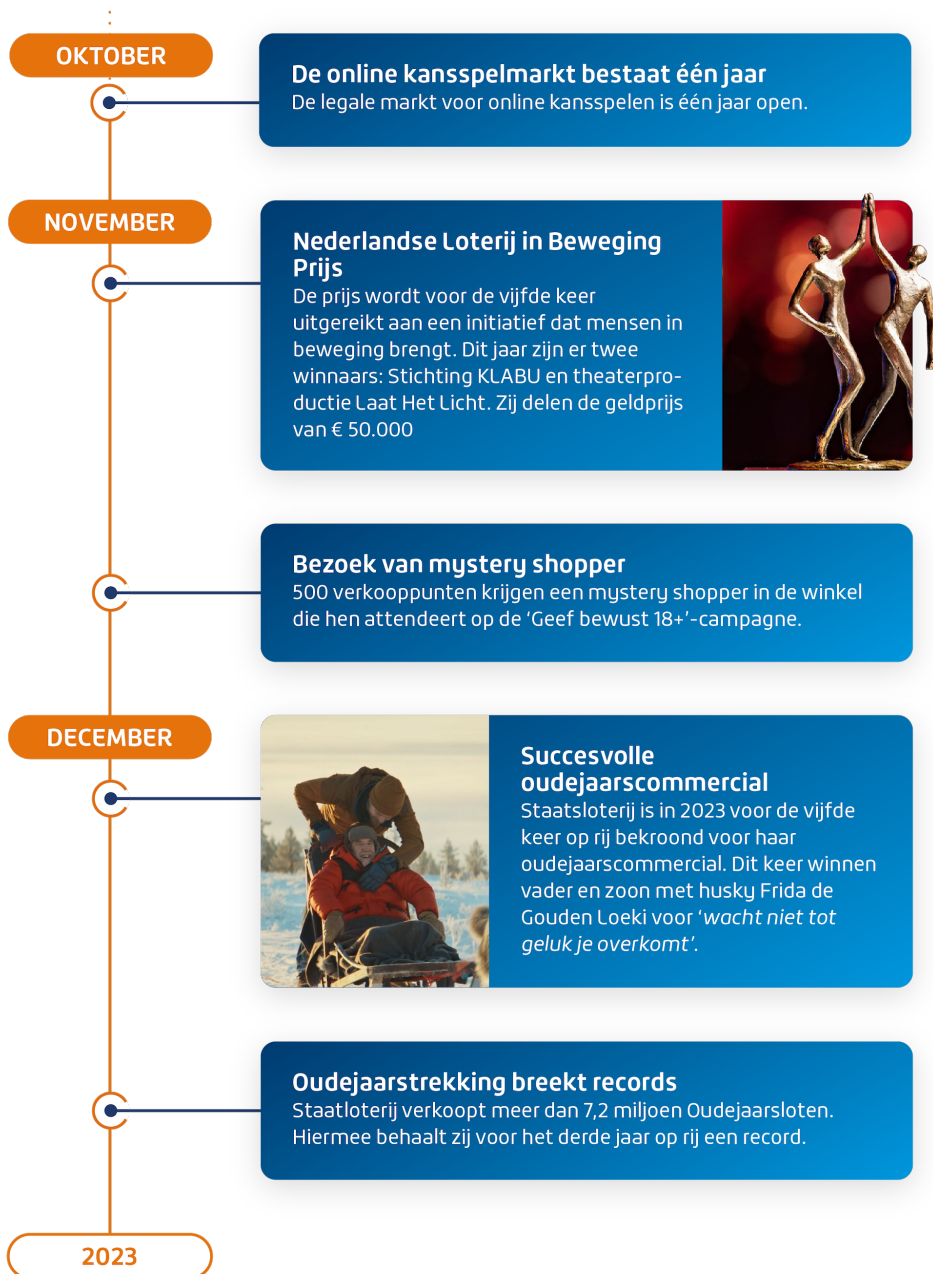 OKTOBER
De online kansspelmarkt bestaat één jaar
De legale markt voor online kansspelen is één jaar open.
NOVEMBER
Nederlandse Loterij in Beweging
Prijs
De prijs wordt voor de vijfde keer
uitgereikt aan een initiatief dat mensen in
beweging brengt. Dit jaar zijn er twee
winnaars: Stichting KLABU en theaterpro-
ductie Laat Het Licht. Zij delen de geldprijs
van € 50.000
Bezoek van mystery shopper
500 verkooppunten krijgen een mystery shopper in de winkel
die hen attendeert op de ‘Geef bewust 18+’-campagne.
DECEMBER
Succesvolle
oudejaarscommercial
Staatsloterij is in 2023 voor de vijfde
keer op rij bekroond voor haar
oudejaarscommercial. Dit keer winnen
vader en zoon met husky Frida de
Gouden Loeki voor ‘wacht niet tot
geluk je overkomt’.
Oudejaarstrekking breekt records
Staatloterij verkoopt meer dan 7,2 miljoen Oudejaarsloten.
Hiermee behaalt zij voor het derde jaar op rij een record.
2023